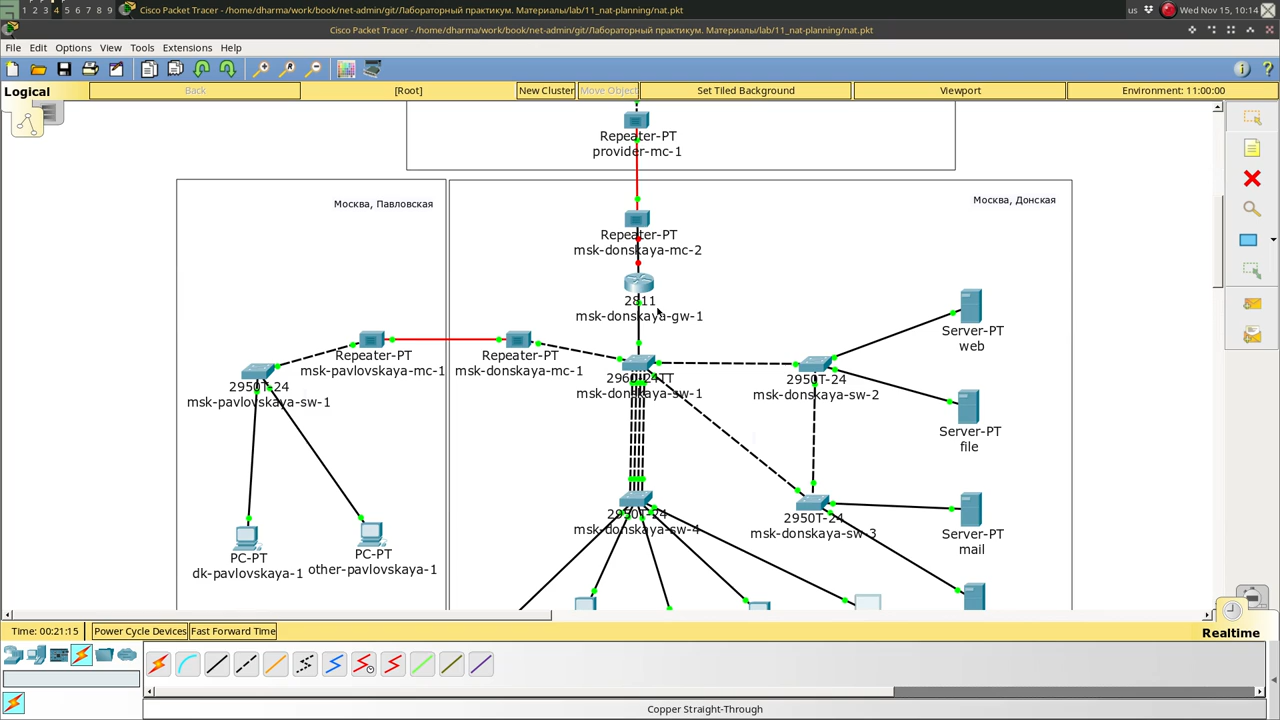 1 2 3 4 5 6 7 8 9
Cisco Packet Tracer - /home/dharma/work/book/net-admin/git/Лабораторный практикум. Материалы/lab/11_nat-planning/nat.pkt
us
Wed Nov 15, 10:14
Cisco Packet Tracer - /home/dharma/work/book/net-admin/git/Лабораторный практикум. Материалы/lab/11_nat-planning/nat.pkt
File Edit Options View Tools Extensions Help
Logical
Back
[Root]
New Cluster
Move Object
Set Tiled Background
Viewport
Environment: 11:00:00
Repeater-PT
provider-mc-1
Москва, Павловская
Москва, Донская
Repeater-PT
msk-donskaya-mc-2
2811
msk-donskaya-gw-1
Server-PT
web
Repeater-PT
msk-pavlovskaya-mc-1
Repeater-PT
msk-donskaya-mc-1
2960-24TT
msk-donskaya-sw-1
2950T-24
msk-donskaya-sw-2
2950T-24
msk-pavlovskaya-sw-1
Server-PT
file
2950T-24
msk-donskaya-sw-4
2950T-24
msk-donskaya-sw-3
Server-PT
mail
PC-PT
dk-pavlovskaya-1
PC-PT
other-pavlovskaya-1
Time: 00:21:15
Power Cycle Devices
Fast Forward Time
Realtime
Copper Straight-Through